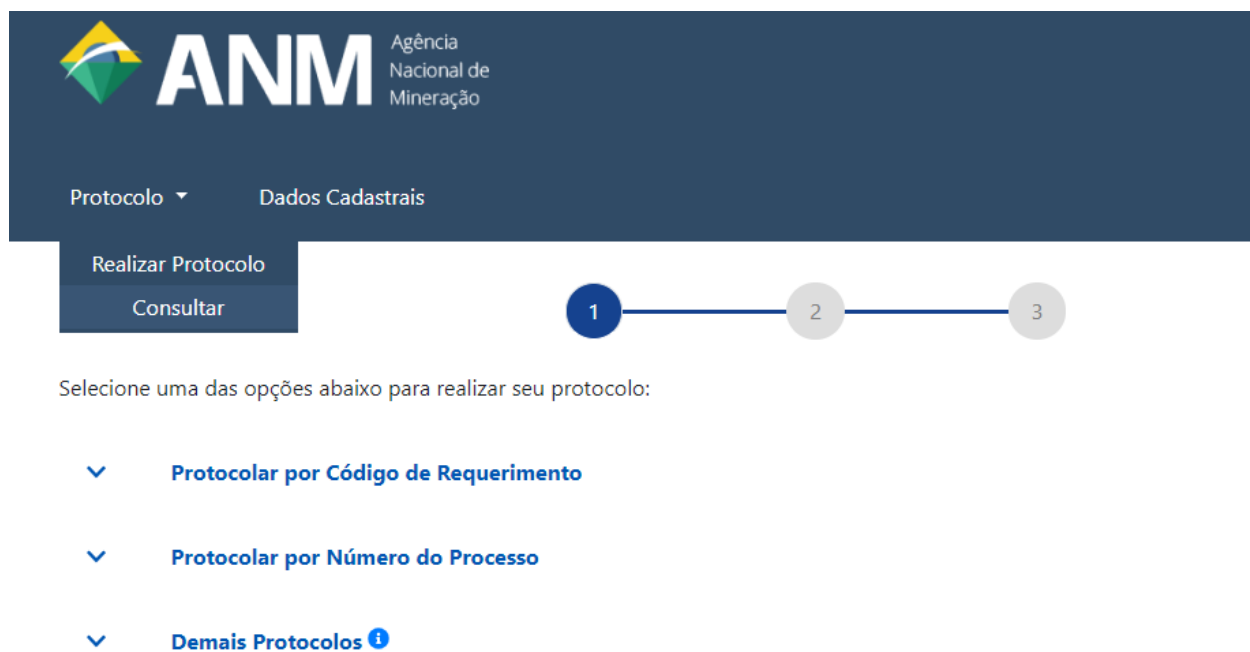 ANM
Agência
Nacional de
Mineração
Protocolo
Dados Cadastrais
Realizar Protocolo
Consultar
1
2
3
Selecione uma das opções abaixo para realizar seu protocolo:
Protocolar por Código de Requerimento
Protocolar por Número do Processo
Demais Protocolos